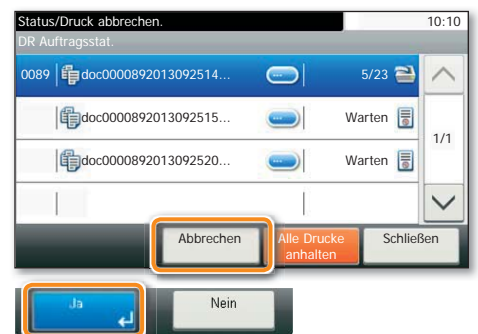 Status/Druck abbrechen. 10:10
DR Auftragsstat.
0089 doc0000892013092514... 5/23
doc0000892013092515... Warten
1/1
doc0000892013092520... Warten
Abbrechen Alle Drucke anhalten Schließen
Ja Nein